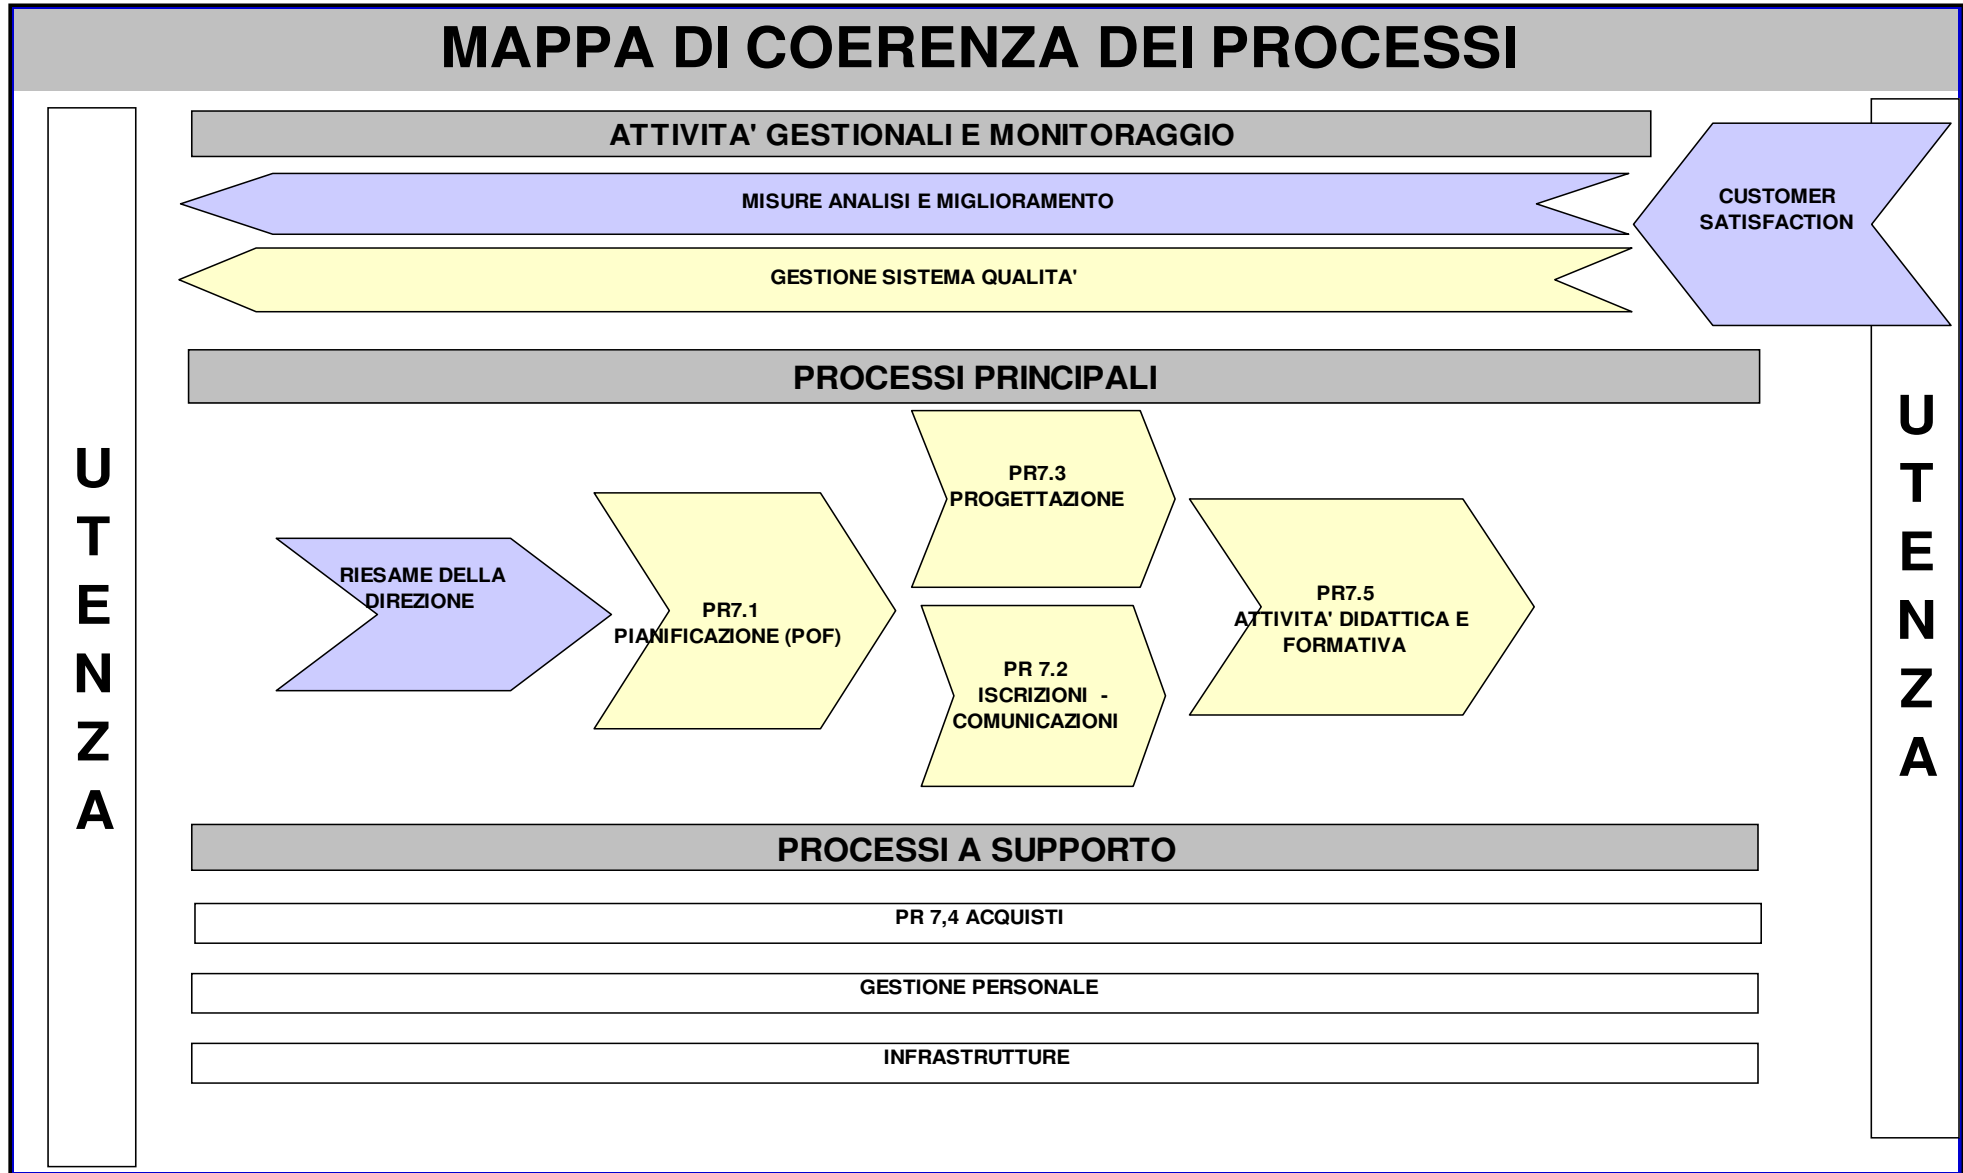 MAPPA DI COERENZA DEI PROCESSI
U
T
E
N
Z
A
ATTIVITA' GESTIONALI E MONITORAGGIO
MISURE ANALISI E MIGLIORAMENTO
GESTIONE SISTEMA QUALITA'
CUSTOMER
SATISFACTION
PROCESSI PRINCIPALI
RIESAME DELLA
DIREZIONE
PR7.1
PIANIFICAZIONE (POF)
PR7.3
PROGETTAZIONE
PR 7.2
ISCRIZIONI -
COMUNICAZIONI
PR7.5
ATTIVITA' DIDATTICA E
FORMATIVA
PROCESSI A SUPPORTO
PR 7,4 ACQUISTI
GESTIONE PERSONALE
INFRASTRUTTURE
U
T
E
N
Z
A